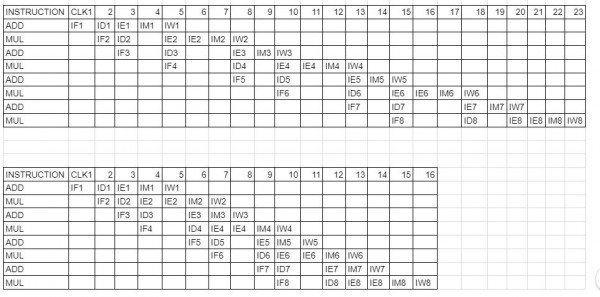 INSTRUCTION CLK1 2 3 4 5 6 7 8 9 10 11 12 13 14 15 16 17 18 19 20 21 22 23
ADD IF1 ID1 IE1 IM1 IW1
MUL IF2 ID2 IE2 IE2 IM2 IW2
ADD IF3 ID3 IE3 IM3 IW3
MUL IF4 ID4 IE4 IE4 IM4 IW4
ADD IF5 ID5 IE5 IM5 IW5
MUL IF6 ID6 IE6 IE6 IM6 IW6
ADD IF7 ID7 IE7 IM7 IW7
MUL IF8 ID8 IE8 IE8 IM8 IW8
INSTRUCTION CLK1 2 3 4 5 6 7 8 9 10 11 12 13 14 15 16
ADD IF1 ID1 IE1 IM1 IW1
MUL IF2 ID2 IE2 IE2 IM2 IW2
ADD IF3 ID3 IE3 IM3 IW3
MUL IF4 ID4 IE4 IE4 IM4 IW4
ADD IF5 ID5 IE5 IM5 IW5
MUL IF6 ID6 IE6 IE6 IM6 IW6
ADD IF7 ID7 IE7 IM7 IW7
MUL IF8 ID8 IE8 IE8 IM8 IW8